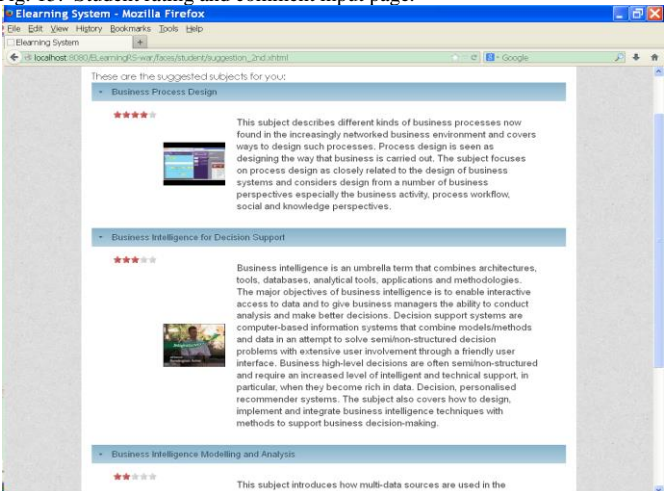 Fig. 13. Student rating and comment input page.
Elearning System - Mozilla Firefox
File Edit View History Bookmarks Tools Help
Elearning System +
localhost:8080/ELearningRS-war/faces/student/suggestion_2nd.xhtml Google
These are the suggested subjects for you:
Business Process Design
This subject describes different kinds of business processes now
found in the increasingly networked business environment and covers
ways to design such processes. Process design is seen as
designing the way that business is carried out. The subject focuses
on process design as closely related to the design of business
systems and considers design from a number of business
perspectives especially the business activity, process workflow,
social and knowledge perspectives.
Business Intelligence for Decision Support
Business intelligence is an umbrella term that combines architectures,
tools, databases, analytical tools, applications and methodologies.
The major objectives of business intelligence is to enable interactive
access to data and to give business managers the ability to conduct
analysis and make better decisions. Decision support systems are
computer-based information systems that combine models/methods
and data in an attempt to solve semi/non-structured decision
problems with extensive user involvement through a friendly user
interface. Business high-level decisions are often semi/non-structured
and require an increased level of intelligent and technical support, in
particular, when they become rich in data. Decision, personalised
recommender systems. The subject also covers how to design,
implement and integrate business intelligence techniques with
methods to support business decision-making.
Business Intelligence Modelling and Analysis
This subject introduces how multi-data sources are used in the